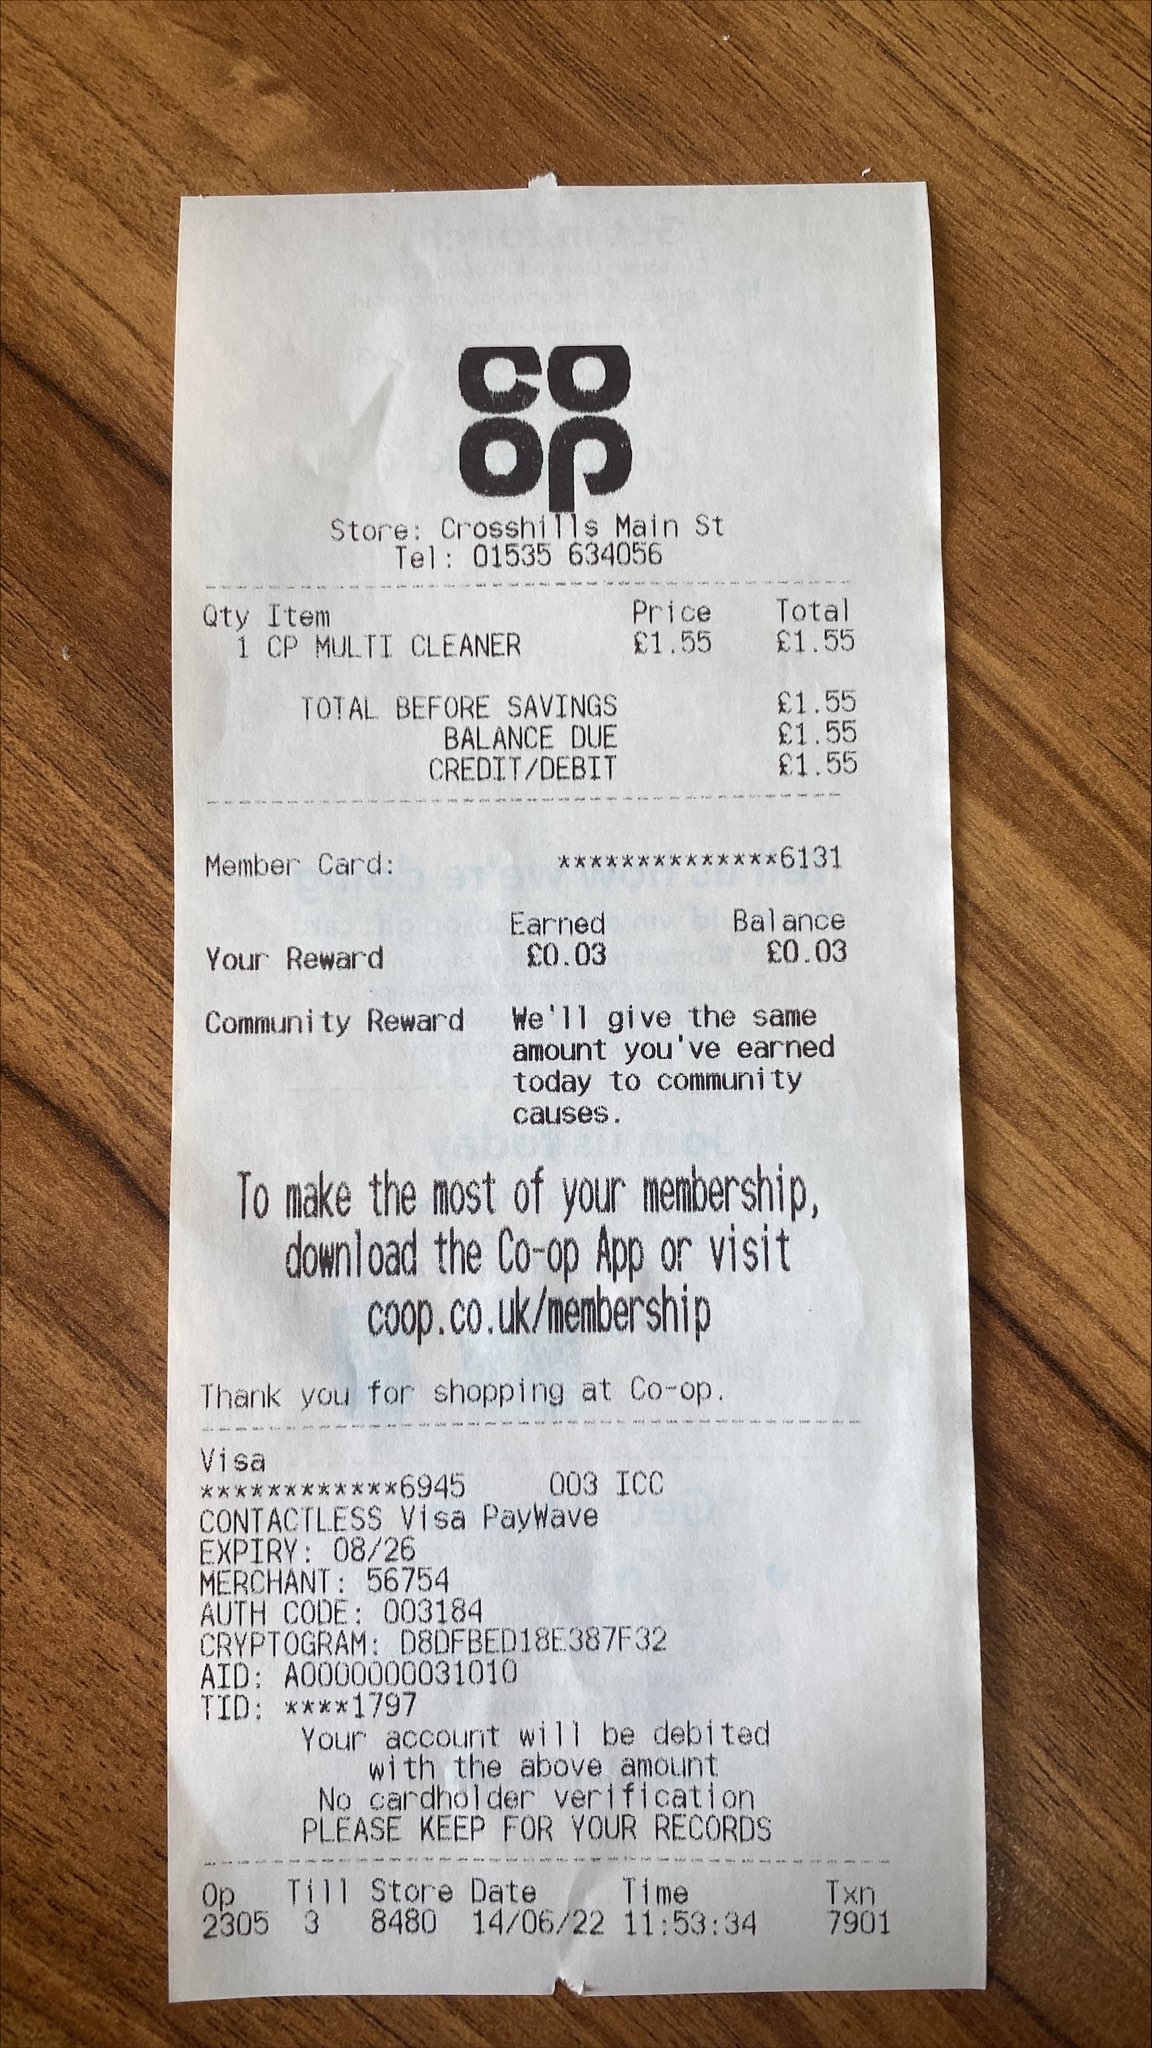 co
op
Store: Crosshills Main St
Tel: 01535 634056
Qty Item Price Total
1 CP MULTI CLEANER £1.55 £1.55
TOTAL BEFORE SAVINGS £1.55
BALANCE DUE £1.55
CREDIT/DEBIT £1.55
Member Card: **************6131
Earned Balance
Your Reward £0.03 £0.03
Community Reward We'll give the same
amount you've earned
today to community
causes.
To make the most of your membership,
download the Co-op App or visit
coop.co.uk/membership
Thank you for shopping at Co-op.
Visa
************6945 003 ICC
CONTACTLESS Visa PayWave
EXPIRY: 08/26
MERCHANT: 56754
AUTH CODE: 003184
CRYPTOGRAM: D8DFBED18E387F32
AID: A0000000031010
TID: ****1797
Your account will be debited
with the above amount
No cardholder verification
PLEASE KEEP FOR YOUR RECORDS
Op Till Store Date Time Txn
2305 3 8480 14/06/22 11:53:34 7901